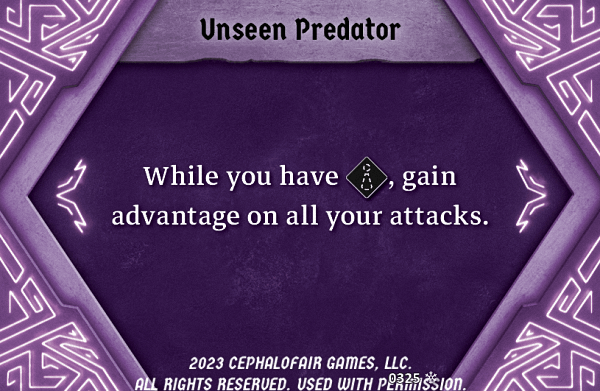 Unseen Predator
While you have , gain
advantage on all your attacks.
2023 CEPHALOFAIR GAMES, LLC.
ALL RIGHTS RESERVED. USED WITH PERMISSION.
0325